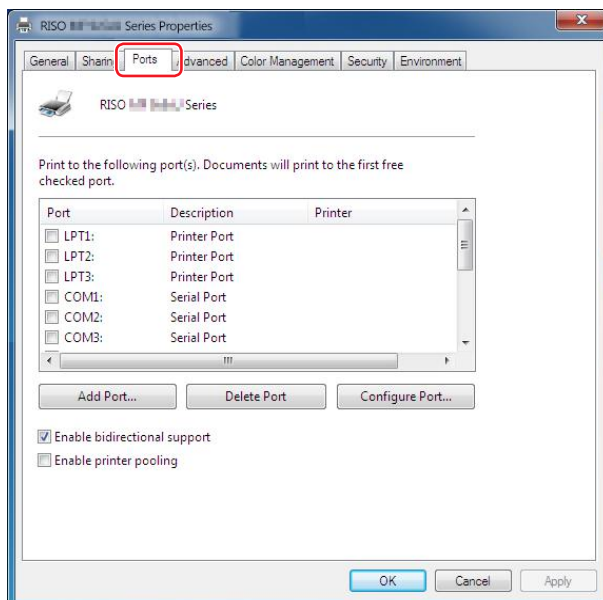 RISO Series Properties
General Sharin Ports dvanced Color Management Security Environment
RISO Series
Print to the following port(s). Documents will print to the first free
checked port.
Port Description Printer
LPT1: Printer Port
LPT2: Printer Port
LPT3: Printer Port
COM1: Serial Port
COM2: Serial Port
COM3: Serial Port
Add Port... Delete Port Configure Port...
Enable bidirectional support
Enable printer pooling
OK Cancel Apply